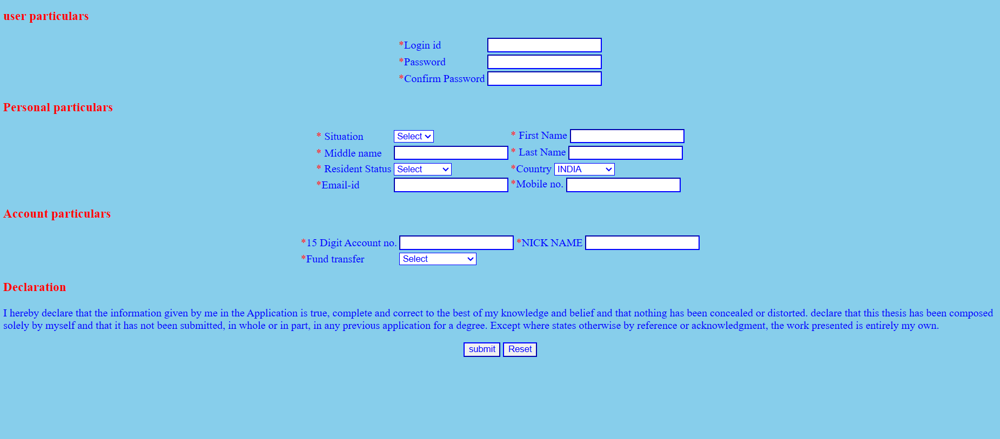 user particulars
*Login id
*Password
*Confirm Password
Personal particulars
* Situation Select * First Name
* Middle name * Last Name
* Resident Status Select *Country INDIA
*Email-id *Mobile no.
Account particulars
*15 Digit Account no. *NICK NAME
*Fund transfer Select
Declaration
I hereby declare that the information given by me in the Application is true, complete and correct to the best of my knowledge and belief and that nothing has been concealed or distorted. declare that this thesis has been composed
solely by myself and that it has not been submitted, in whole or in part, in any previous application for a degree. Except where states otherwise by reference or acknowledgment, the work presented is entirely my own.
submit Reset